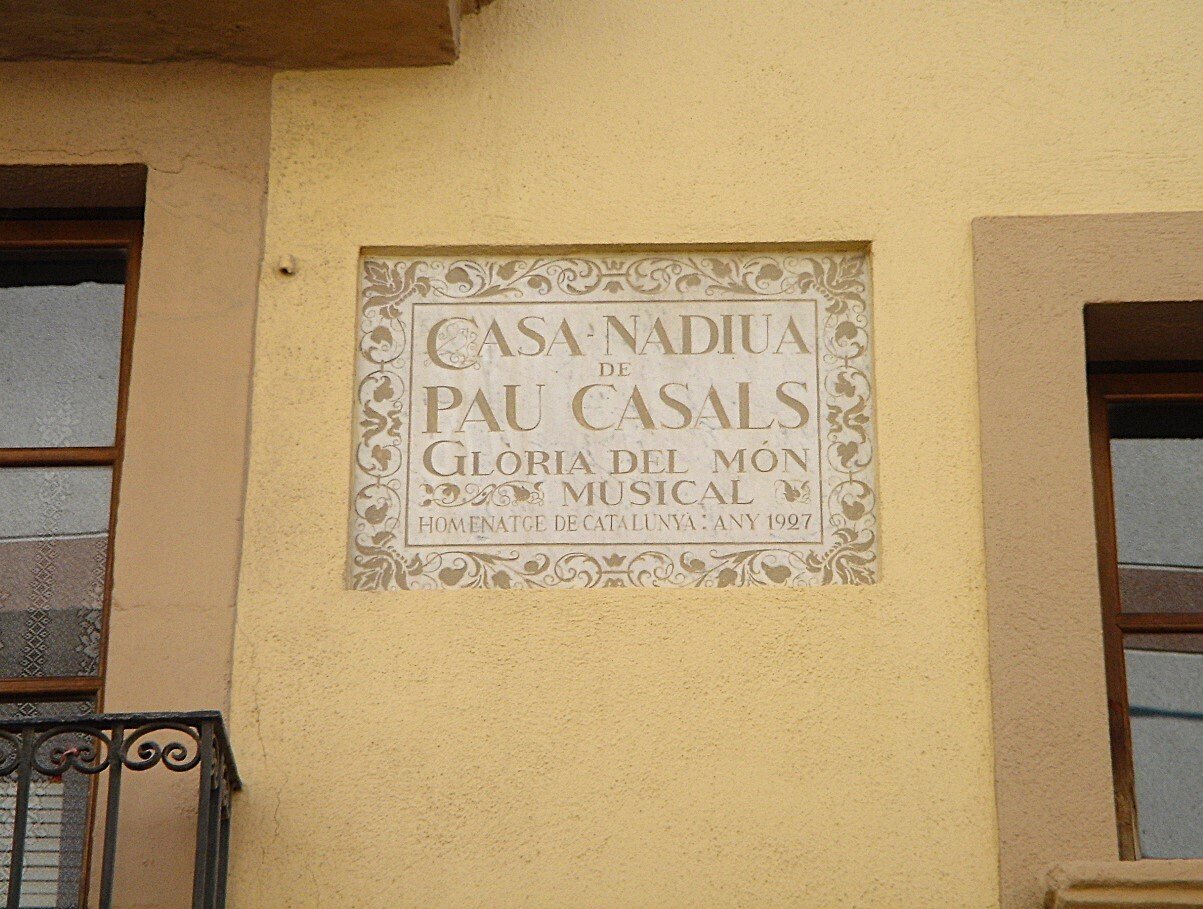 CASA-NADIUA
DE
PAU CASALS
GLÒRIA DEL MÓN
MUSICAL
HOMENATGE DE CATALUNYA: ANY 1927